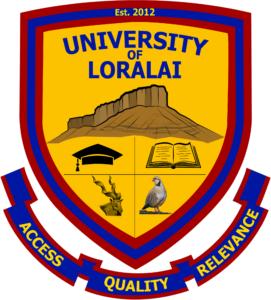 Est. 2012
UNIVERSITY
OF
LORALAI
ACCESS
QUALITY
RELEVANCE